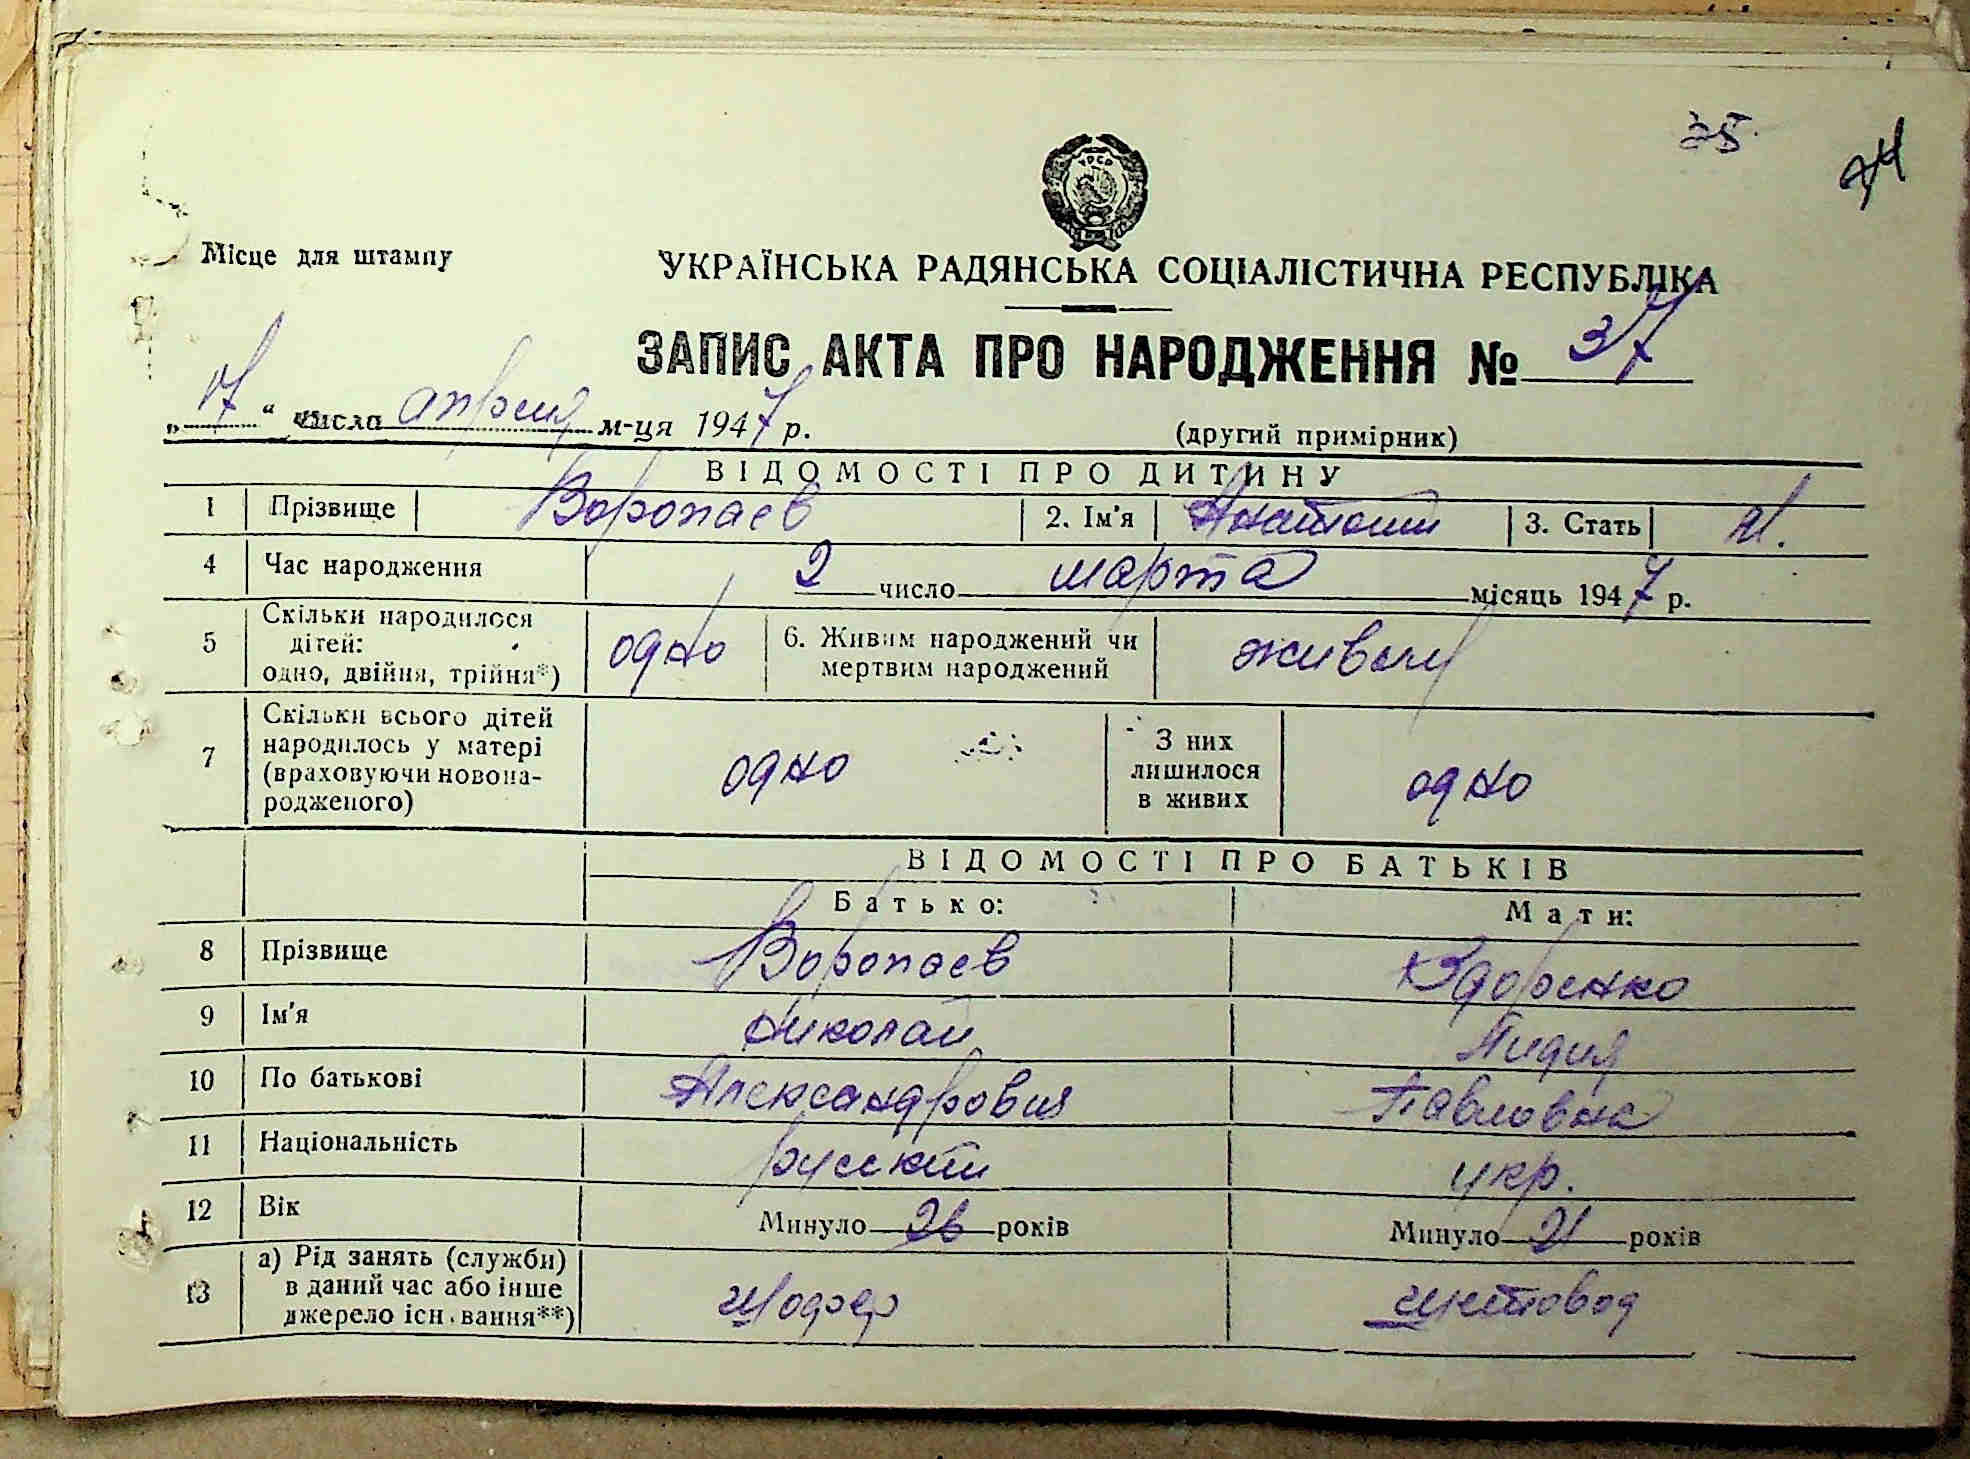 35.
УРСР
Місце для штампу
УКРАЇНСЬКА РАДЯНСЬКА СОЦІАЛІСТИЧНА РЕСПУБЛІКА
ЗАПИС АКТА ПРО НАРОДЖЕННЯ № 37
„17“ числа апреля м-ця 1947 р.
(другий примірник)
ВІДОМОСТІ ПРО ДИТИНУ
1 Прізвище Воропаев 2. Ім'я Анатолий 3. Стать М.
4 Час народження 2 число марта місяць 1947 р.
5 Скільки народилося дітей: одно, двійня, трійня*) одно 6. Живим народжений чи мертвим народжений живым
7 Скільки всього дітей народилось у матері (враховуючи новонародженого) одно З них лишилося в живих одно
ВІДОМОСТІ ПРО БАТЬКІВ
Батько: Мати:
8 Прізвище Воропаев Здоренко
9 Ім'я Николай Лидия
10 По батькові Александрович Павловна
11 Національність русский укр.
12 Вік Минуло 26 років Минуло 21 років
13 а) Рід занять (служби) в даний час або інше джерело існ вання**) Шофер счетовод